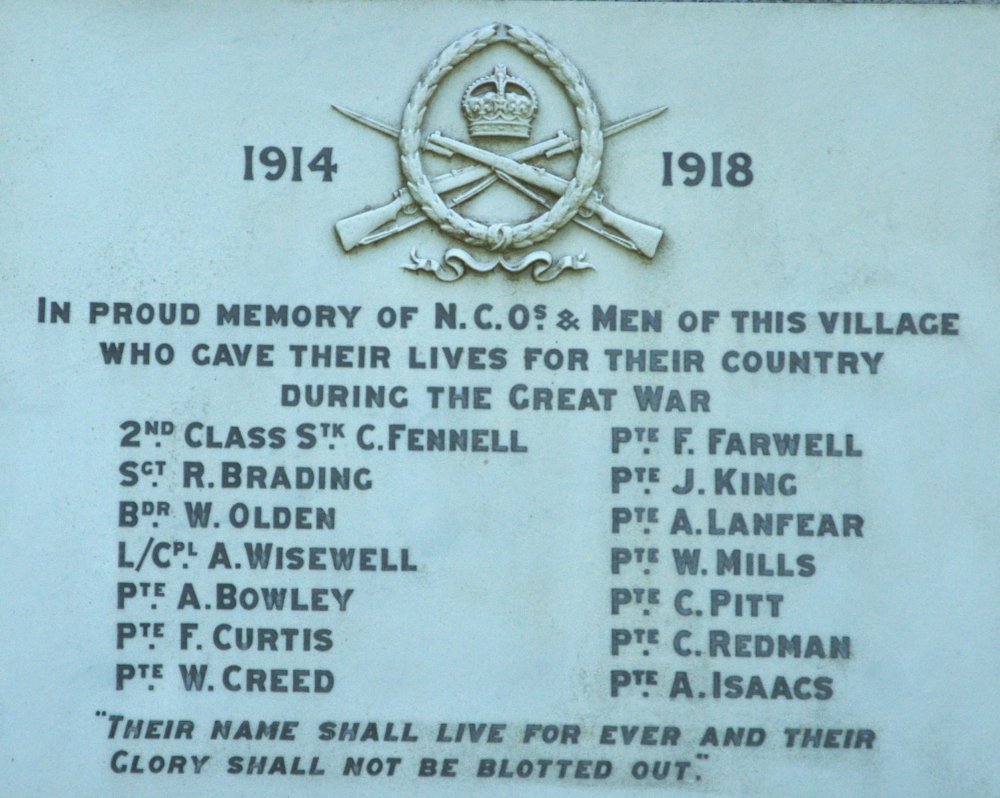 1914 1918
IN PROUD MEMORY OF N.C.Os. & MEN OF THIS VILLAGE
WHO GAVE THEIR LIVES FOR THEIR COUNTRY
DURING THE GREAT WAR
2ND. CLASS STK. C. FENNELL
SGT. R. BRADING
BDR. W. OLDEN
L/CPL. A. WISEWELL
PTE. A. BOWLEY
PTE. F. CURTIS
PTE. W. CREED
PTE. F. FARWELL
PTE. J. KING
PTE. A. LANFEAR
PTE. W. MILLS
PTE. C. PITT
PTE. C. REDMAN
PTE. A. ISAACS
"THEIR NAME SHALL LIVE FOR EVER AND THEIR
GLORY SHALL NOT BE BLOTTED OUT."